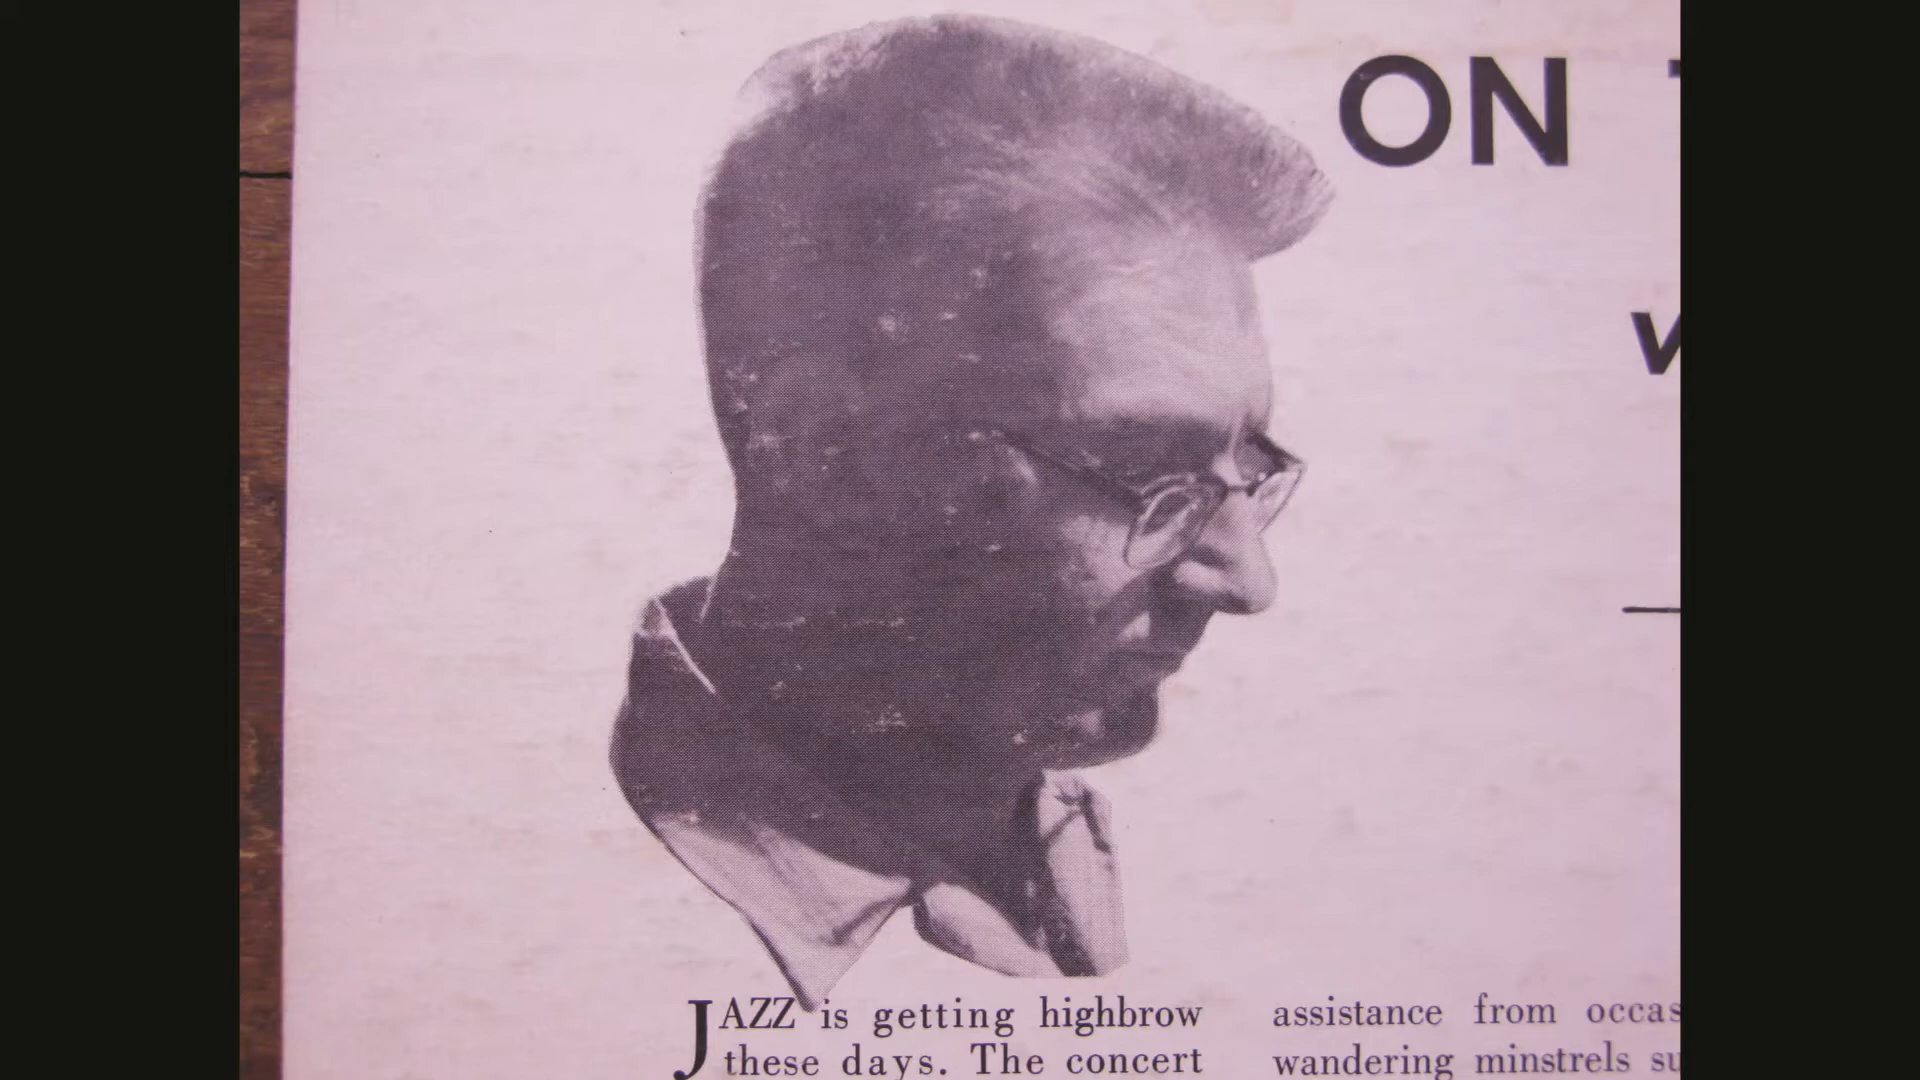 ON
JAZZ is getting highbrow
these days. The concert
assistance from
wandering minstrels